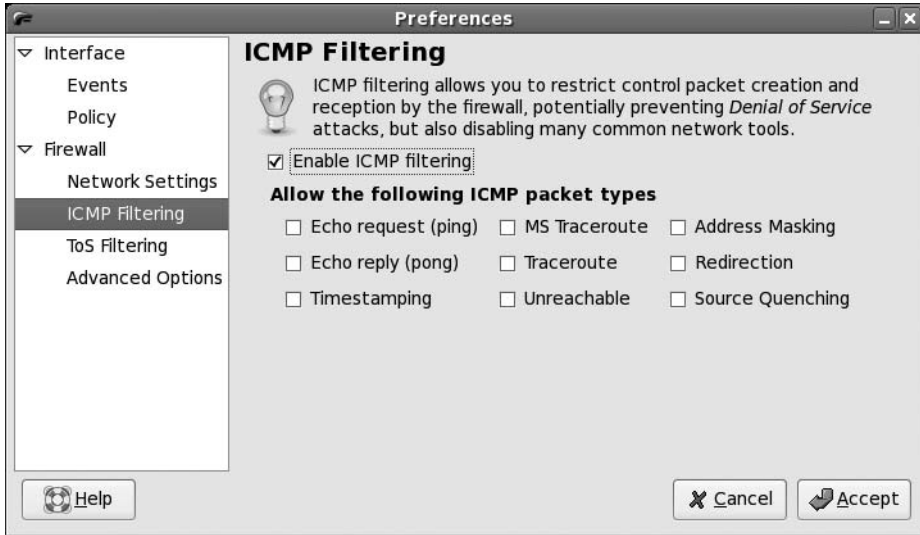 Preferences
Interface
Events
Policy
Firewall
Network Settings
ICMP Filtering
ToS Filtering
Advanced Options
ICMP Filtering
ICMP filtering allows you to restrict control packet creation and
reception by the firewall, potentially preventing Denial of Service
attacks, but also disabling many common network tools.
Enable ICMP filtering
Allow the following ICMP packet types
Echo request (ping) MS Traceroute Address Masking
Echo reply (pong) Traceroute Redirection
Timestamping Unreachable Source Quenching
Help Cancel Accept